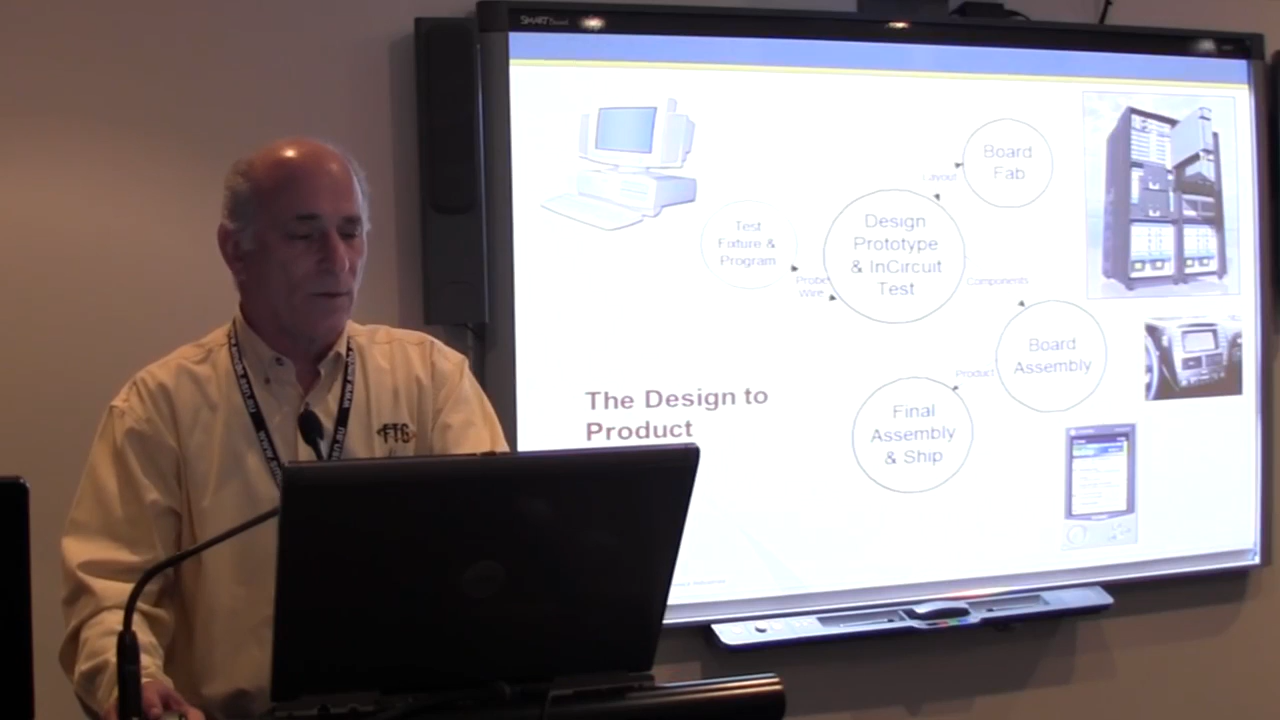 SMART Board
Board
Fab
Layout
Design
Prototype
& InCircuit
Test
Test
Fixture &
Program
Probe
Wire
Components
Board
Assembly
Product
Final
Assembly
& Ship
The Design to
Product
FTG